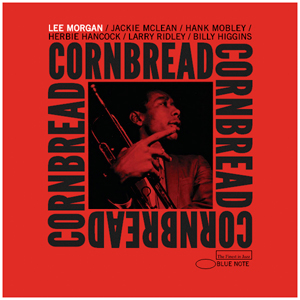 LEE MORGAN / JACKIE MCLEAN / HANK MOBLEY /
HERBIE HANCOCK / LARRY RIDLEY / BILLY HIGGINS
CORNBREAD
CORNBREAD
CORNBREAD
CORNBREAD
The Finest in Jazz
BLUE NOTE